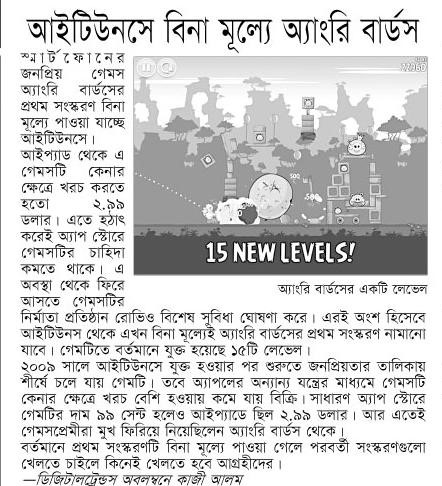 আইটিউনসে বিনা মূল্যে অ্যাংরি বার্ডস
স্মার্টফোনের
জনপ্রিয় গেমস
অ্যাংরি বার্ডসের
প্রথম সংস্করণ বিনা
মূল্যে পাওয়া যাচ্ছে
আইটিউনসে।
আইপ্যাড থেকে এ
গেমসটি কেনার
ক্ষেত্রে খরচ করতে
হতো ২.৯৯
ডলার। এতে হঠাৎ
করেই অ্যাপ স্টোরে
গেমসটির চাহিদা
কমতে থাকে। এ
অবস্থা থেকে ফিরে
আসতে গেমসটির
15 NEW LEVELS!
অ্যাংরি বার্ডসের একটি লেভেল
নির্মাতা প্রতিষ্ঠান রোভিও বিশেষ সুবিধা ঘোষণা করে। এরই অংশ হিসেবে
আইটিউনস থেকে এখন বিনা মূল্যেই অ্যাংরি বার্ডসের প্রথম সংস্করণ নামানো
যাবে। গেমটিতে বর্তমানে যুক্ত হয়েছে ১৫টি লেভেল।
২০০৯ সালে আইটিউনসে যুক্ত হওয়ার পর শুরুতে জনপ্রিয়তার তালিকায়
শীর্ষে চলে যায় গেমটি। তবে অ্যাপলের অন্যান্য যন্ত্রের মাধ্যমে গেমসটি
কেনার ক্ষেত্রে খরচ বেশি হওয়ায় কমে যায় বিক্রি। সাধারণ অ্যাপ স্টোরে
গেমটির দাম ৯৯ সেন্ট হলেও আইপ্যাডে ছিল ২.৯৯ ডলার। আর এতেই
গেমসপ্রেমীরা মুখ ফিরিয়ে নিয়েছিলেন অ্যাংরি বার্ডস থেকে।
বর্তমানে প্রথম সংস্করণটি বিনা মূল্যে পাওয়া গেলে পরবর্তী সংস্করণগুলো
খেলতে চাইলে কিনেই খেলতে হবে আগ্রহীদের।
—ডিজিটালট্রেন্ডস অবলম্বনে কাজী আলম